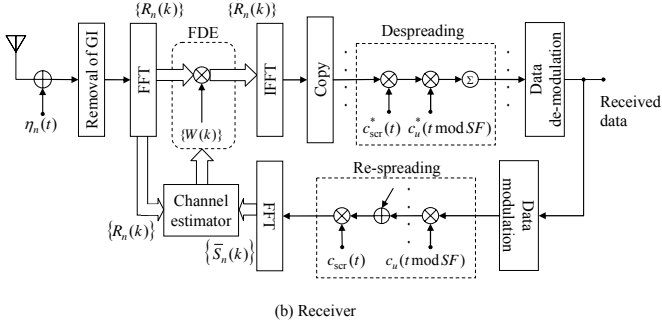 {R_n(k)}
{R_n(k)}
FDE
Despreading
η_n(t)
Removal of GI
FFT
{W(k)}
IFFT
Copy
c*_scr(t)
c*_u(t mod SF)
Σ
Data
de-modulation
Received
data
Re-spreading
{R_n(k)}
Channel
estimator
{S̄_n(k)}
FFT
c_scr(t)
c_u(t mod SF)
Data
modulation
(b) Receiver